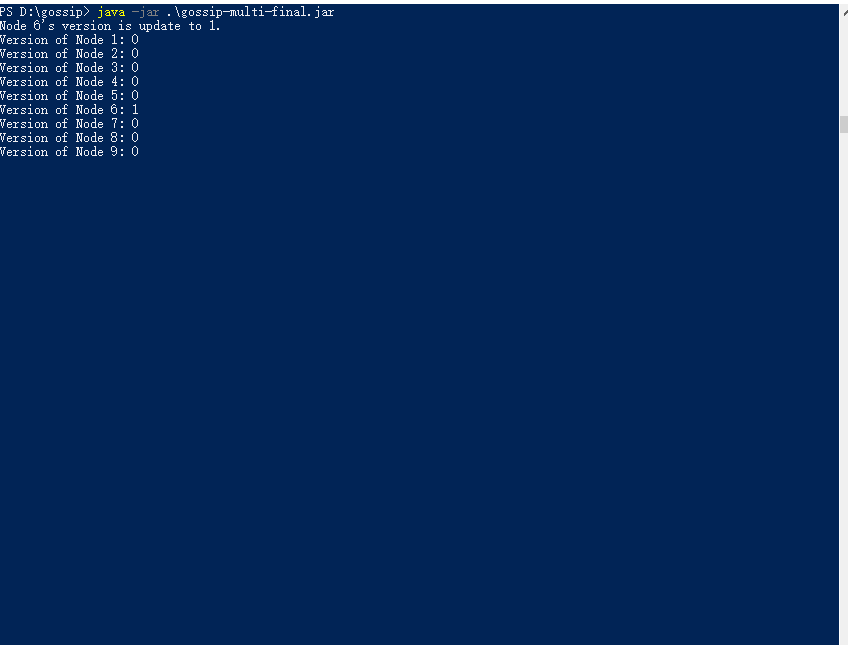 PS D:\gossip> java -jar .\gossip-multi-final.jar
Node 6's version is update to 1.
Version of Node 1: 0
Version of Node 2: 0
Version of Node 3: 0
Version of Node 4: 0
Version of Node 5: 0
Version of Node 6: 1
Version of Node 7: 0
Version of Node 8: 0
Version of Node 9: 0